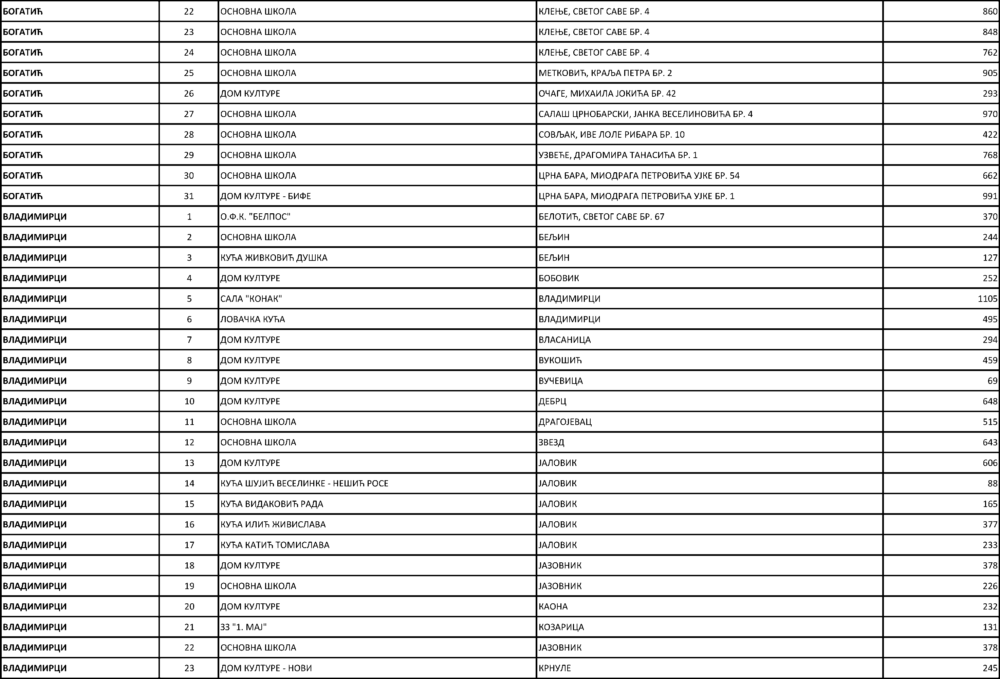 БОГАТИЋ 22 ОСНОВНА ШКОЛА КЛЕЊЕ, СВЕТОГ САВЕ БР. 4 860
БОГАТИЋ 23 ОСНОВНА ШКОЛА КЛЕЊЕ, СВЕТОГ САВЕ БР. 4 848
БОГАТИЋ 24 ОСНОВНА ШКОЛА КЛЕЊЕ, СВЕТОГ САВЕ БР. 4 762
БОГАТИЋ 25 ОСНОВНА ШКОЛА МЕТКОВИЋ, КРАЉА ПЕТРА БР. 2 905
БОГАТИЋ 26 ДОМ КУЛТУРЕ ОЧАГЕ, МИХАИЛА ЈОКИЋА БР. 42 293
БОГАТИЋ 27 ОСНОВНА ШКОЛА САЛАШ ЦРНОБАРСКИ, ЈАНКА ВЕСЕЛИНОВИЋА БР. 4 970
БОГАТИЋ 28 ОСНОВНА ШКОЛА СОВЉАК, ИВЕ ЛОЛЕ РИБАРА БР. 10 422
БОГАТИЋ 29 ОСНОВНА ШКОЛА УЗВЕЋЕ, ДРАГОМИРА ТАНАСИЋА БР. 1 768
БОГАТИЋ 30 ОСНОВНА ШКОЛА ЦРНА БАРА, МИОДРАГА ПЕТРОВИЋА УЈКЕ БР. 54 662
БОГАТИЋ 31 ДОМ КУЛТУРЕ - БИФЕ ЦРНА БАРА, МИОДРАГА ПЕТРОВИЋА УЈКЕ БР. 1 991
ВЛАДИМИРЦИ 1 О.Ф.К. "БЕЛПОС" БЕЛОТИЋ, СВЕТОГ САВЕ БР. 67 370
ВЛАДИМИРЦИ 2 ОСНОВНА ШКОЛА БЕЉИН 244
ВЛАДИМИРЦИ 3 КУЋА ЖИВКОВИЋ ДУШКА БЕЉИН 127
ВЛАДИМИРЦИ 4 ДОМ КУЛТУРЕ БОБОВИК 252
ВЛАДИМИРЦИ 5 САЛА "КОНАК" ВЛАДИМИРЦИ 1105
ВЛАДИМИРЦИ 6 ЛОВАЧКА КУЋА ВЛАДИМИРЦИ 495
ВЛАДИМИРЦИ 7 ДОМ КУЛТУРЕ ВЛАСАНИЦА 294
ВЛАДИМИРЦИ 8 ДОМ КУЛТУРЕ ВУКОШИЋ 459
ВЛАДИМИРЦИ 9 ДОМ КУЛТУРЕ ВУЧЕВИЦА 69
ВЛАДИМИРЦИ 10 ДОМ КУЛТУРЕ ДЕБРЦ 648
ВЛАДИМИРЦИ 11 ОСНОВНА ШКОЛА ДРАГОЈЕВАЦ 515
ВЛАДИМИРЦИ 12 ОСНОВНА ШКОЛА ЗВЕЗД 643
ВЛАДИМИРЦИ 13 ДОМ КУЛТУРЕ ЈАЛОВИК 606
ВЛАДИМИРЦИ 14 КУЋА ШУЈИЋ ВЕСЕЛИНКЕ - НЕШИЋ РОСЕ ЈАЛОВИК 88
ВЛАДИМИРЦИ 15 КУЋА ВИДАКОВИЋ РАДА ЈАЛОВИК 165
ВЛАДИМИРЦИ 16 КУЋА ИЛИЋ ЖИВИСЛАВА ЈАЛОВИК 377
ВЛАДИМИРЦИ 17 КУЋА КАТИЋ ТОМИСЛАВА ЈАЛОВИК 233
ВЛАДИМИРЦИ 18 ДОМ КУЛТУРЕ ЈАЗОВНИК 378
ВЛАДИМИРЦИ 19 ОСНОВНА ШКОЛА ЈАЗОВНИК 226
ВЛАДИМИРЦИ 20 ДОМ КУЛТУРЕ КАОНА 232
ВЛАДИМИРЦИ 21 ЗЗ "1. МАЈ" КОЗАРИЦА 131
ВЛАДИМИРЦИ 22 ОСНОВНА ШКОЛА ЈАЗОВНИК 378
ВЛАДИМИРЦИ 23 ДОМ КУЛТУРЕ - НОВИ КРНУЛЕ 245